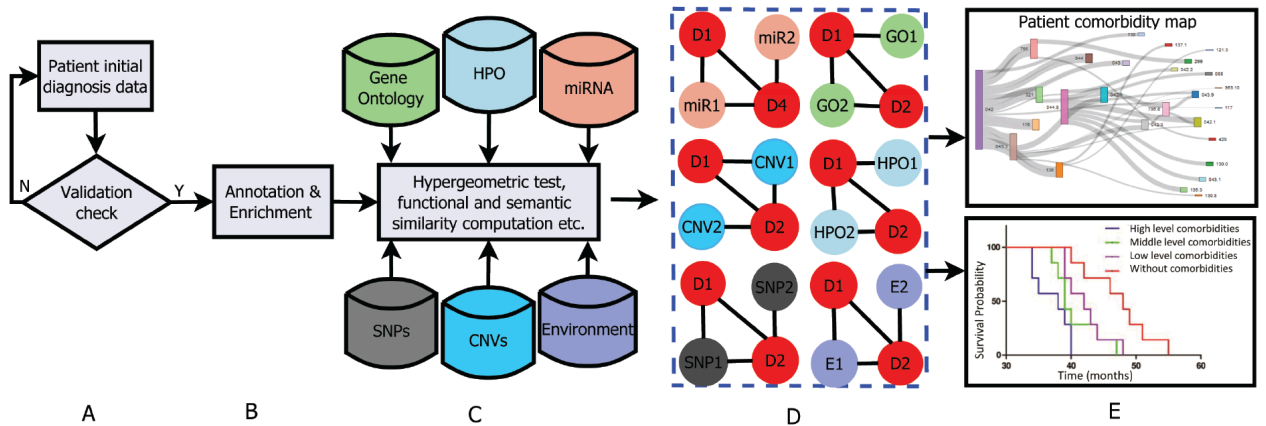 Patient initial
diagnosis data
Validation
check
N
Y
Annotation &
Enrichment
Gene
Ontology
HPO
miRNA
Hypergeometric test,
functional and semantic
similarity computation etc.
SNPs
CNVs
Environment
D1
miR2
miR1
D4
D1
GO1
GO2
D2
D1
CNV1
CNV2
D2
D1
HPO1
HPO2
D2
D1
SNP2
SNP1
D2
D1
E2
E1
D2
Patient comorbidity map
High level comorbidities
Middle level comorbidities
Low level comorbidities
Without comorbidities
Survival Probability
100
50
0
30
40
50
60
Time (months)
A
B
C
D
E